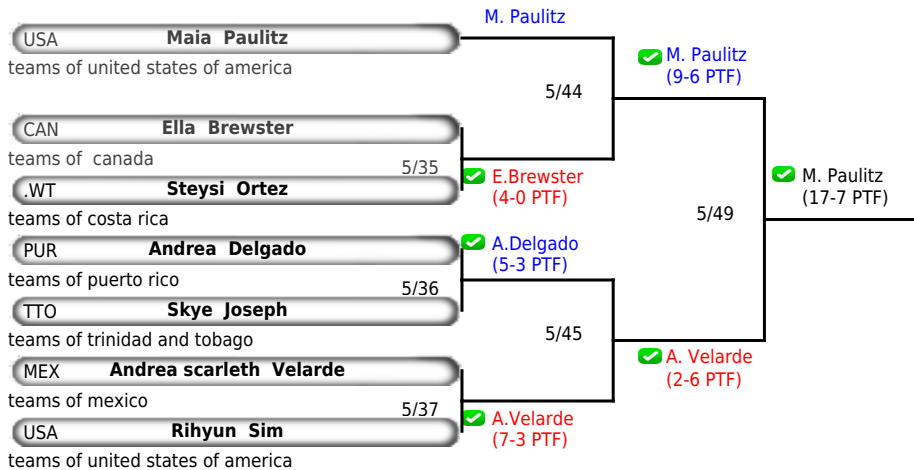 M. Paulitz
USA Maia Paulitz
teams of united states of america
M. Paulitz
(9-6 PTF)
5/44
CAN Ella Brewster
teams of canada
5/35
E.Brewster
(4-0 PTF)
.WT Steysi Ortez
teams of costa rica
M. Paulitz
(17-7 PTF)
5/49
PUR Andrea Delgado
teams of puerto rico
A.Delgado
(5-3 PTF)
5/36
TTO Skye Joseph
teams of trinidad and tobago
5/45
MEX Andrea scarleth Velarde
teams of mexico
A. Velarde
(2-6 PTF)
5/37
A.Velarde
(7-3 PTF)
USA Rihyun Sim
teams of united states of america